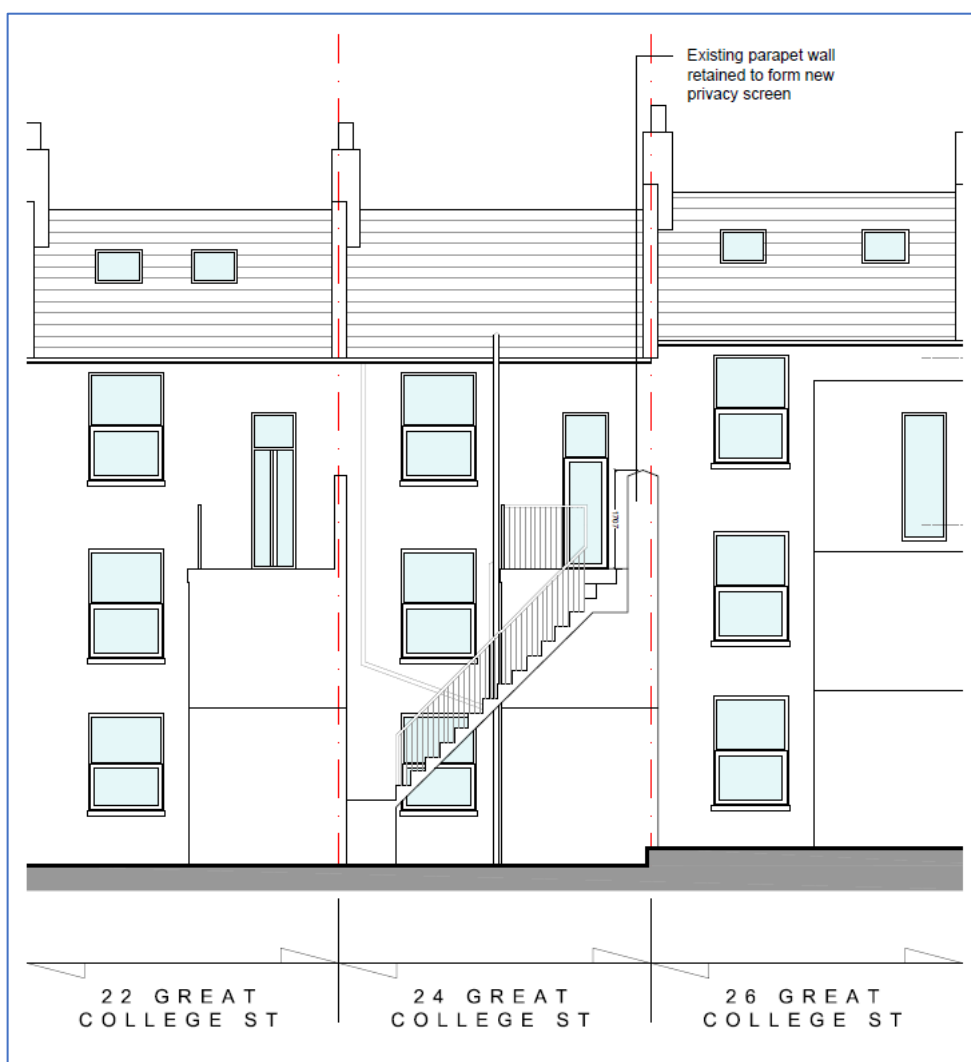 Existing parapet wall
retained to form new
privacy screen
1707
22 GREAT
COLLEGE ST
24 GREAT
COLLEGE ST
26 GREAT
COLLEGE ST